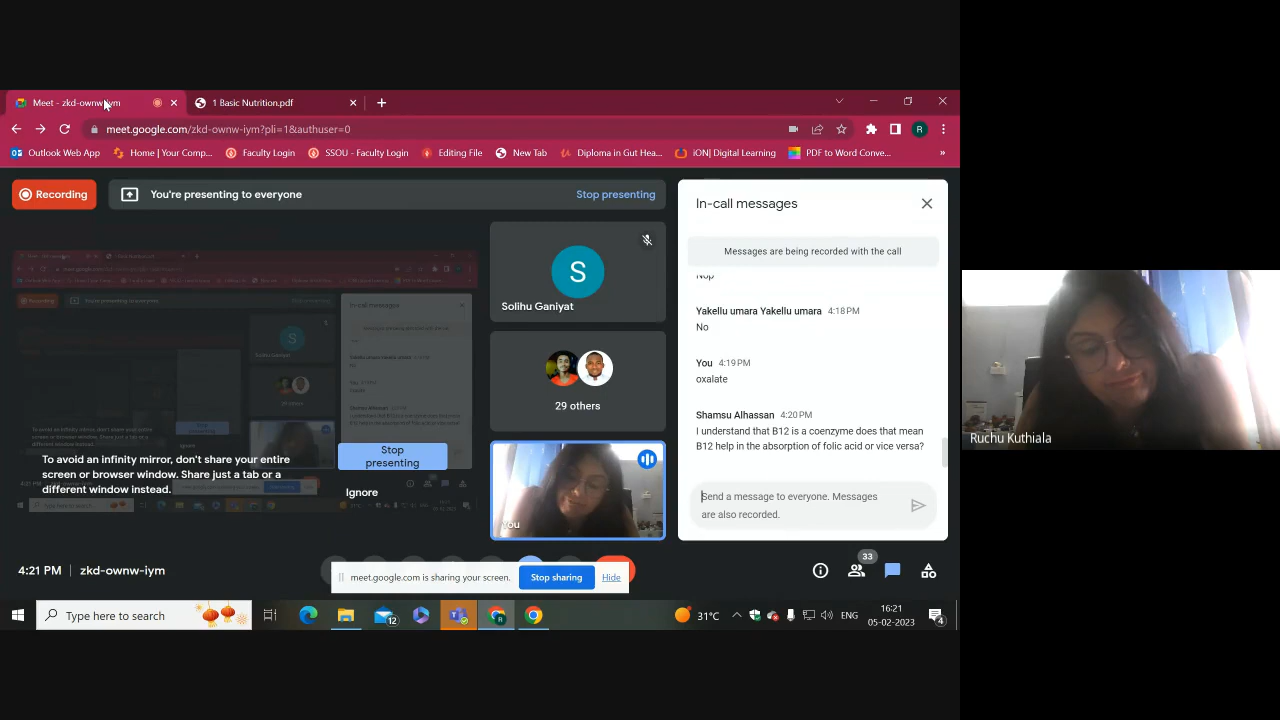 Meet - zkd-ownw-iym
1 Basic Nutrition.pdf
meet.google.com/zkd-ownw-iym?pli=1&authuser=0
Outlook Web App
Home | Your Comp...
Faculty Login
SSOU - Faculty Login
Editing File
New Tab
Diploma in Gut Hea...
iON| Digital Learning
PDF to Word Conve...
Recording
You're presenting to everyone
Stop presenting
In-call messages
Messages are being recorded with the call
Nop
Yakellu umara Yakellu umara 4:18 PM
No
You 4:19 PM
oxalate
Shamsu Alhassan 4:20 PM
I understand that B12 is a coenzyme does that mean
B12 help in the absorption of folic acid or vice versa?
Send a message to everyone. Messages
are also recorded.
S
Solihu Ganiyat
29 others
You
To avoid an infinity mirror, don't share your entire
screen or browser window. Share just a tab or a
different window instead.
Stop
presenting
Ignore
4:21 PM
zkd-ownw-iym
meet.google.com is sharing your screen.
Stop sharing
Hide
33
Type here to search
12
31°C
ENG
16:21
05-02-2023
4
R
Ruchu Kuthiala